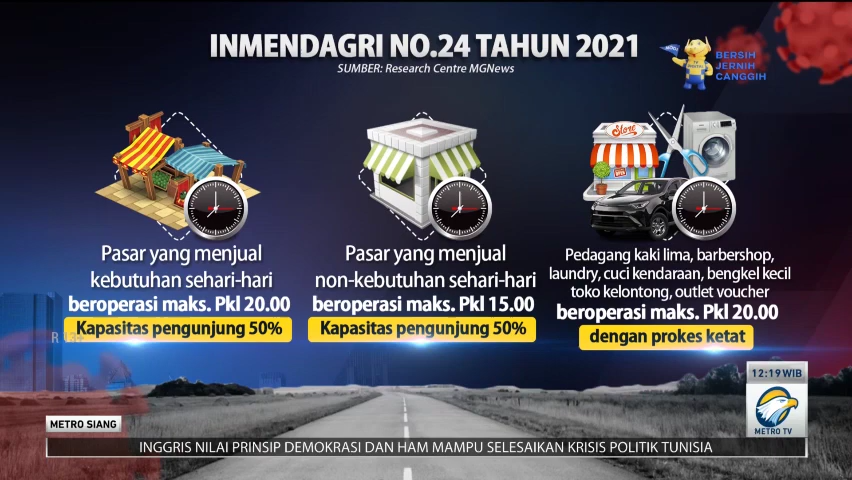 INMENDAGRI NO.24 TAHUN 2021
SUMBER: Research Centre MGNews
BERSIH
JERNIH
CANGGIH
Store
Pasar yang menjual
kebutuhan sehari-hari
beroperasi maks. Pkl 20.00
Kapasitas pengunjung 50%
Pasar yang menjual
non-kebutuhan sehari-hari
beroperasi maks. Pkl 15.00
Kapasitas pengunjung 50%
Pedagang kaki lima, barbershop,
laundry, cuci kendaraan, bengkel kecil
toko kelontong, outlet voucher
beroperasi maks. Pkl 20.00
dengan prokes ketat
12:19 WIB
METRO TV
METRO SIANG
INGGRIS NILAI PRINSIP DEMOKRASI DAN HAM MAMPU SELESAIKAN KRISIS POLITIK TUNISIA